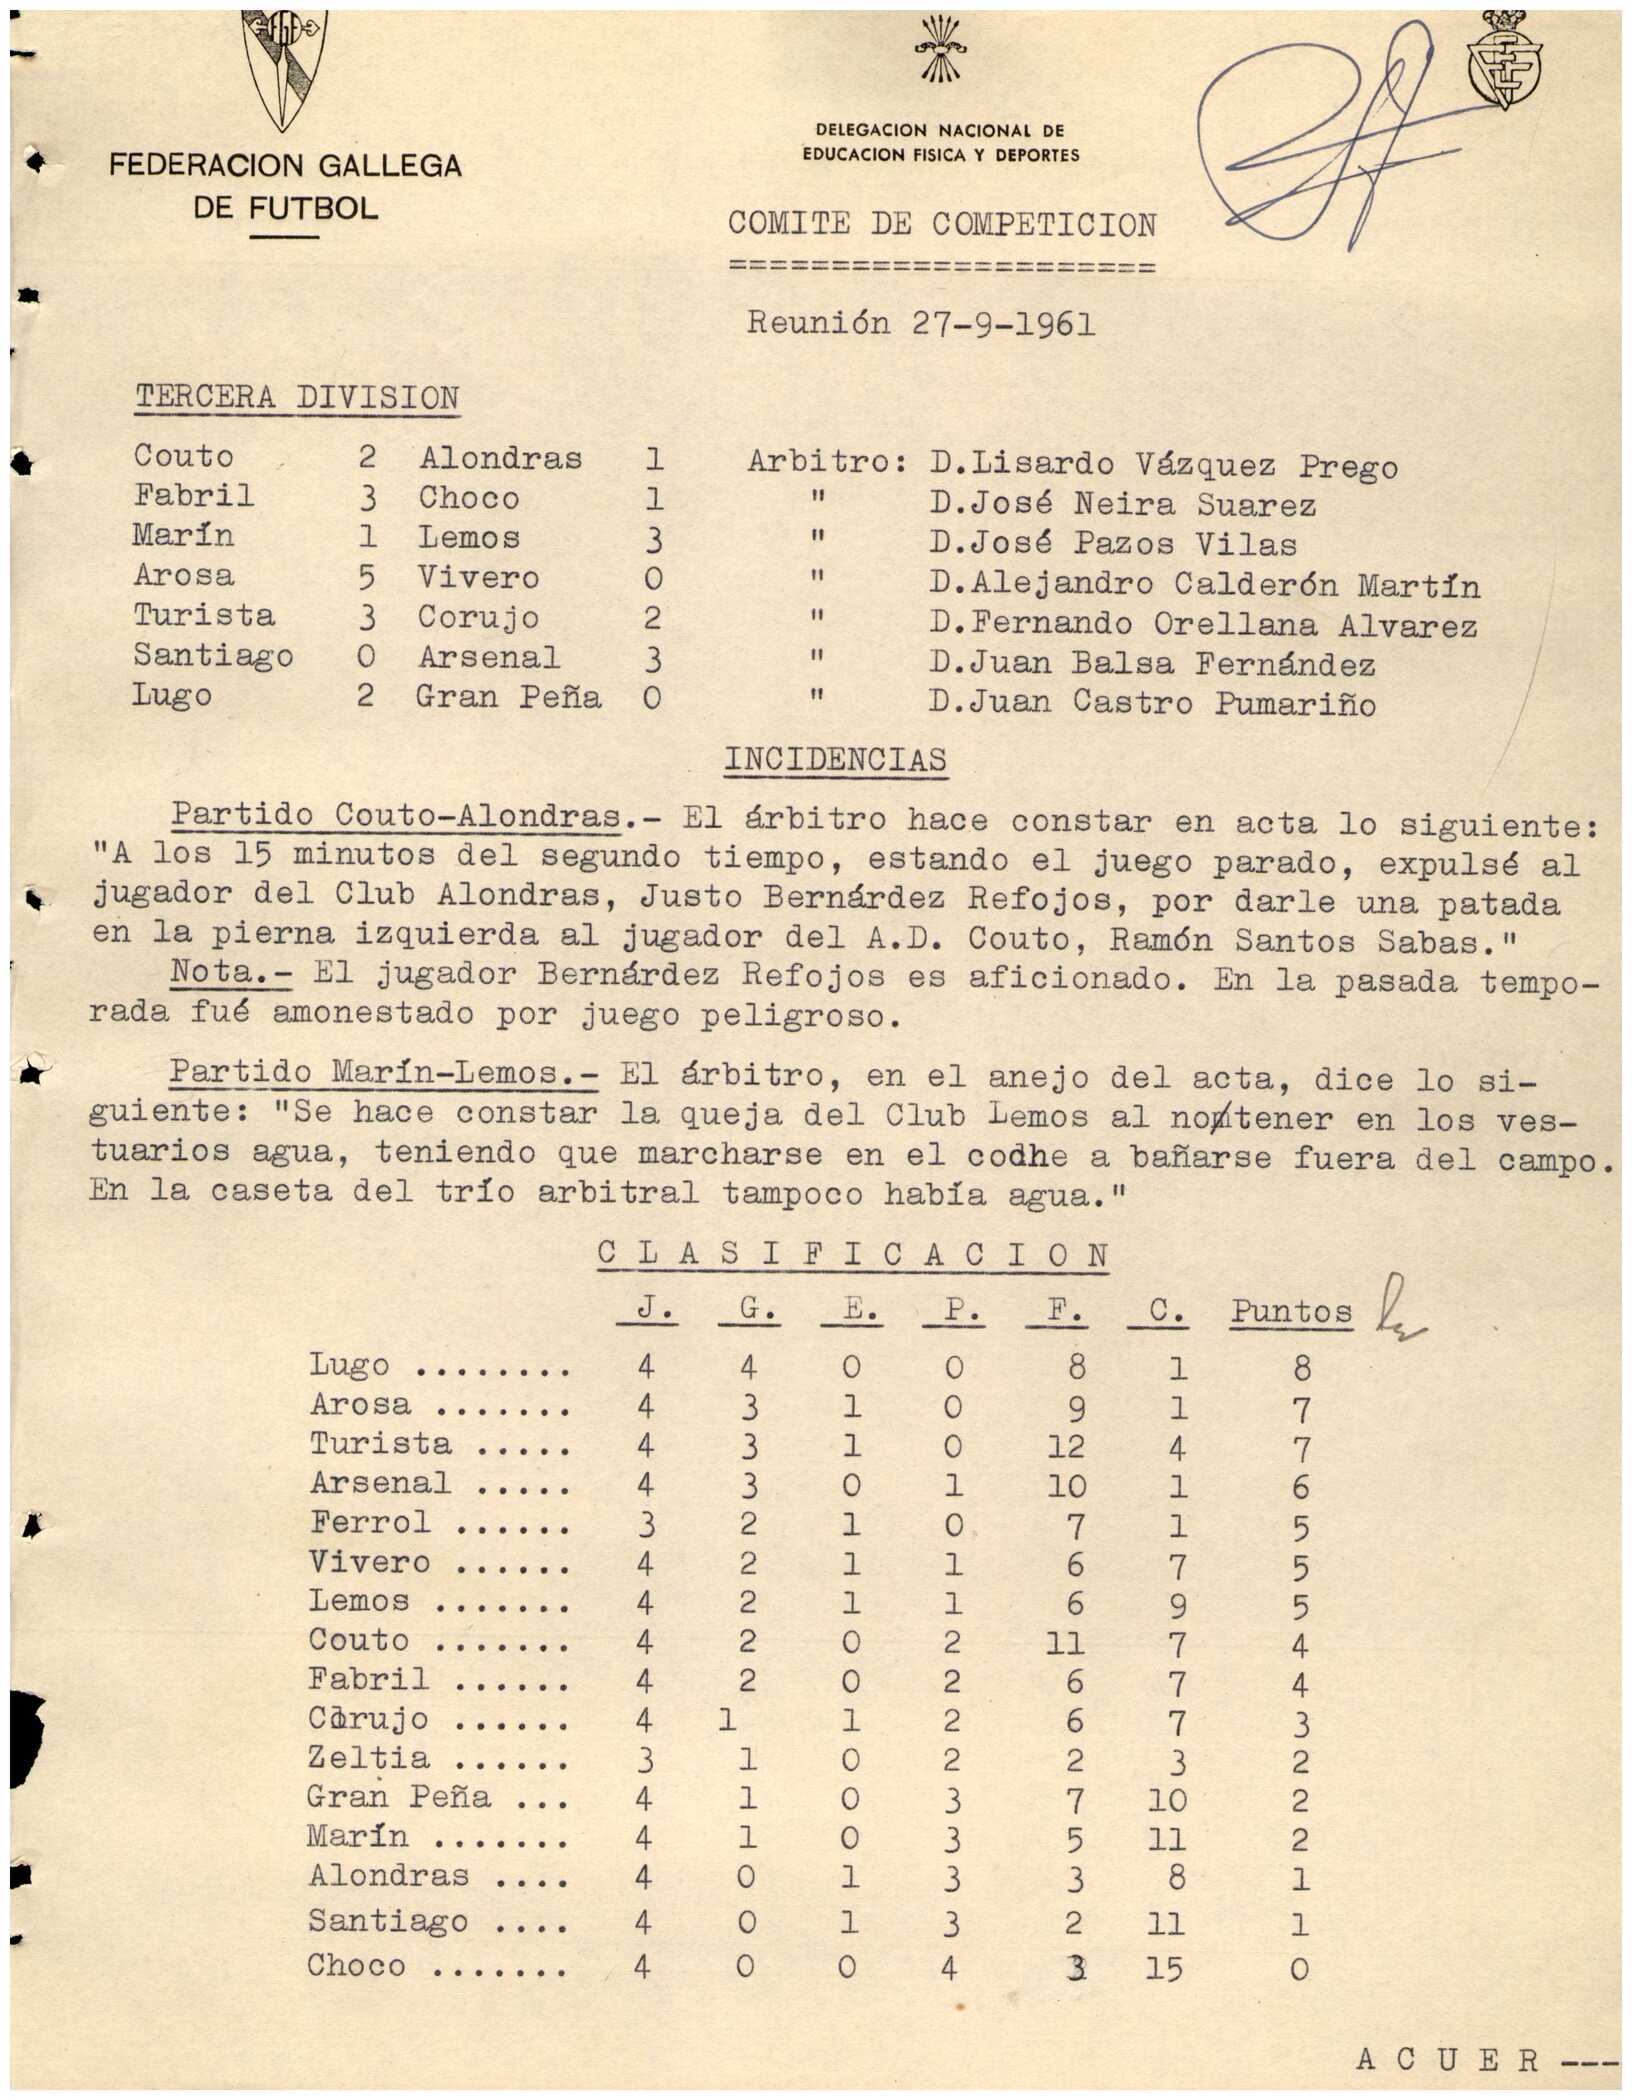 FEDERACION GALLEGA
DE FUTBOL
DELEGACION NACIONAL DE
EDUCACION FISICA Y DEPORTES
COMITE DE COMPETICION
=====================
Reunión 27-9-1961
TERCERA DIVISION
Couto 2 Alondras 1 Arbitro: D.Lisardo Vázquez Prego
Fabril 3 Choco 1 " D.José Neira Suarez
Marín 1 Lemos 3 " D.José Pazos Vilas
Arosa 5 Vivero 0 " D.Alejandro Calderón Martín
Turista 3 Corujo 2 " D.Fernando Orellana Alvarez
Santiago 0 Arsenal 3 " D.Juan Balsa Fernández
Lugo 2 Gran Peña 0 " D.Juan Castro Pumariño
INCIDENCIAS
Partido Couto-Alondras.- El árbitro hace constar en acta lo siguiente:
"A los 15 minutos del segundo tiempo, estando el juego parado, expulsé al
jugador del Club Alondras, Justo Bernárdez Refojos, por darle una patada
en la pierna izquierda al jugador del A.D. Couto, Ramón Santos Sabas."
Nota.- El jugador Bernárdez Refojos es aficionado. En la pasada tempo-
rada fué amonestado por juego peligroso.
Partido Marín-Lemos.- El árbitro, en el anejo del acta, dice lo si-
guiente: "Se hace constar la queja del Club Lemos al no tener en los ves-
tuarios agua, teniendo que marcharse en el codhe a bañarse fuera del campo.
En la caseta del trío arbitral tampoco había agua."
C L A S I F I C A C I O N
J. G. E. P. F. C. Puntos
Lugo ........ 4 4 0 0 8 1 8
Arosa ....... 4 3 1 0 9 1 7
Turista ..... 4 3 1 0 12 4 7
Arsenal ..... 4 3 0 1 10 1 6
Ferrol ...... 3 2 1 0 7 1 5
Vivero ...... 4 2 1 1 6 7 5
Lemos ....... 4 2 1 1 6 9 5
Couto ....... 4 2 0 2 11 7 4
Fabril ...... 4 2 0 2 6 7 4
Corujo ...... 4 1 1 2 6 7 3
Zeltia ...... 3 1 0 2 2 3 2
Gran Peña ... 4 1 0 3 7 10 2
Marín ....... 4 1 0 3 5 11 2
Alondras .... 4 0 1 3 3 8 1
Santiago .... 4 0 1 3 2 11 1
Choco ....... 4 0 0 4 3 15 0
A C U E R ---